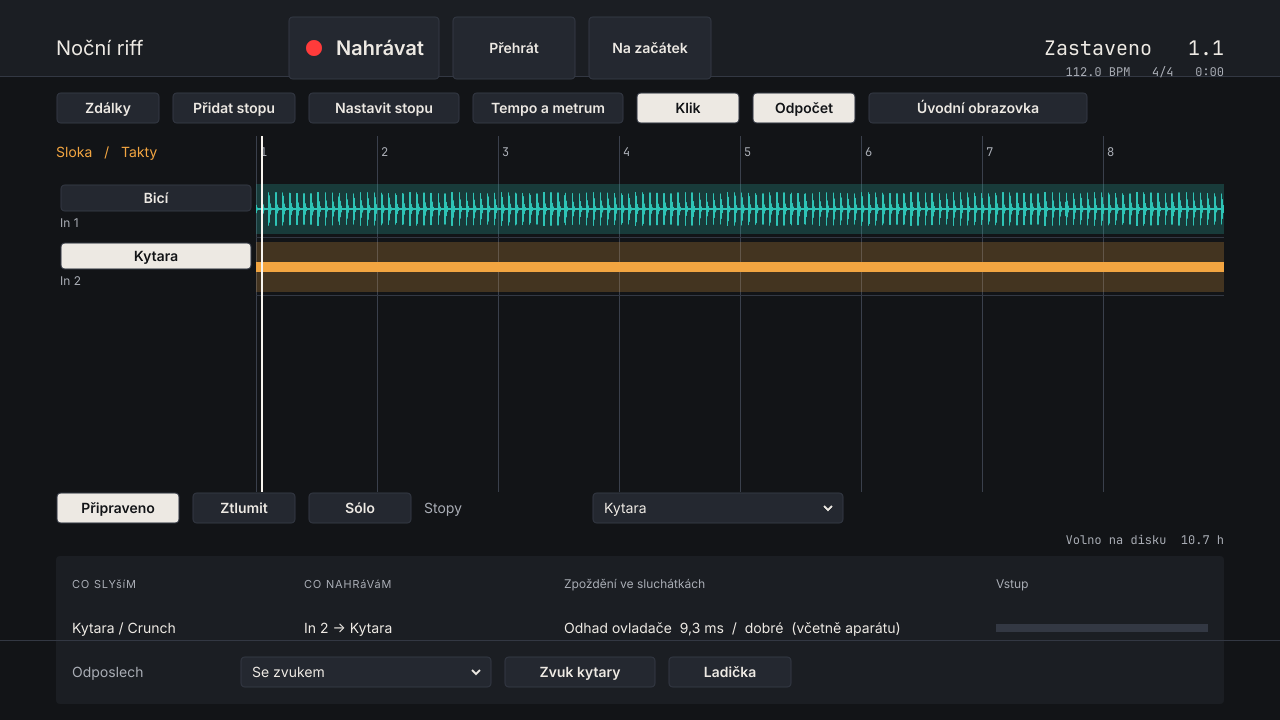 Noční riff
Nahrávat
Přehrát
Na začátek
Zastaveno 1.1
112.0 BPM 4/4 0:00
Zdálky
Přidat stopu
Nastavit stopu
Tempo a metrum
Klik
Odpočet
Úvodní obrazovka
Sloka / Takty
1 2 3 4 5 6 7 8
Bicí
In 1
Kytara
In 2
Připraveno
Ztlumit
Sólo
Stopy
Kytara
Volno na disku 10.7 h
CO SLYšíM
CO NAHRáVáM
Zpoždění ve sluchátkách
Vstup
Kytara / Crunch
In 2 → Kytara
Odhad ovladače 9,3 ms / dobré (včetně aparátu)
Odposlech
Se zvukem
Zvuk kytary
Ladička